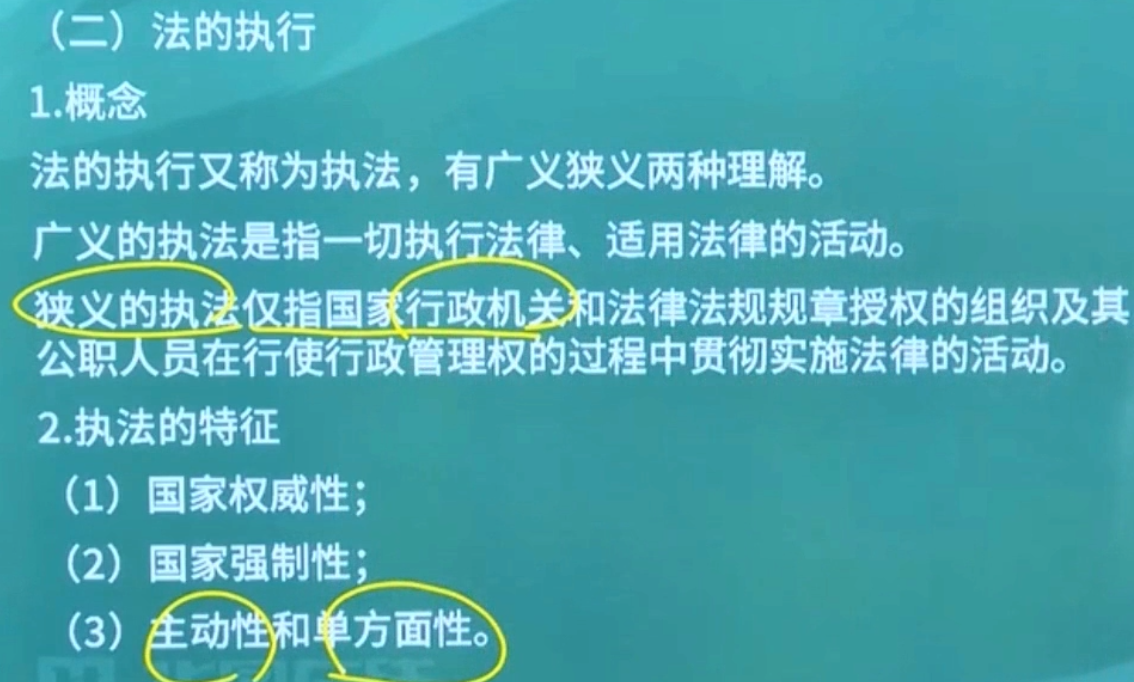 （二）法的执行
1.概念
法的执行又称为执法，有广义狭义两种理解。
广义的执法是指一切执行法律、适用法律的活动。
狭义的执法仅指国家行政机关和法律法规规章授权的组织及其
公职人员在行使行政管理权的过程中贯彻实施法律的活动。
2.执法的特征
（1）国家权威性；
（2）国家强制性；
（3）主动性和单方面性。